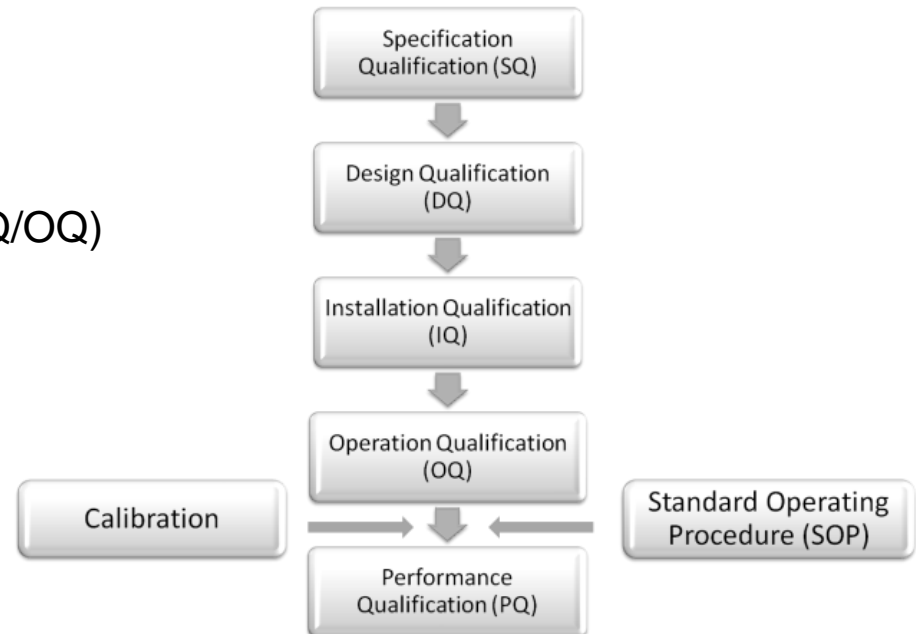 Specification
Qualification (SQ)
Design Qualification
(DQ)
Q/OQ)
Installation Qualification
(IQ)
Operation Qualification
(OQ)
Calibration
Standard Operating
Procedure (SOP)
Performance
Qualification (PQ)